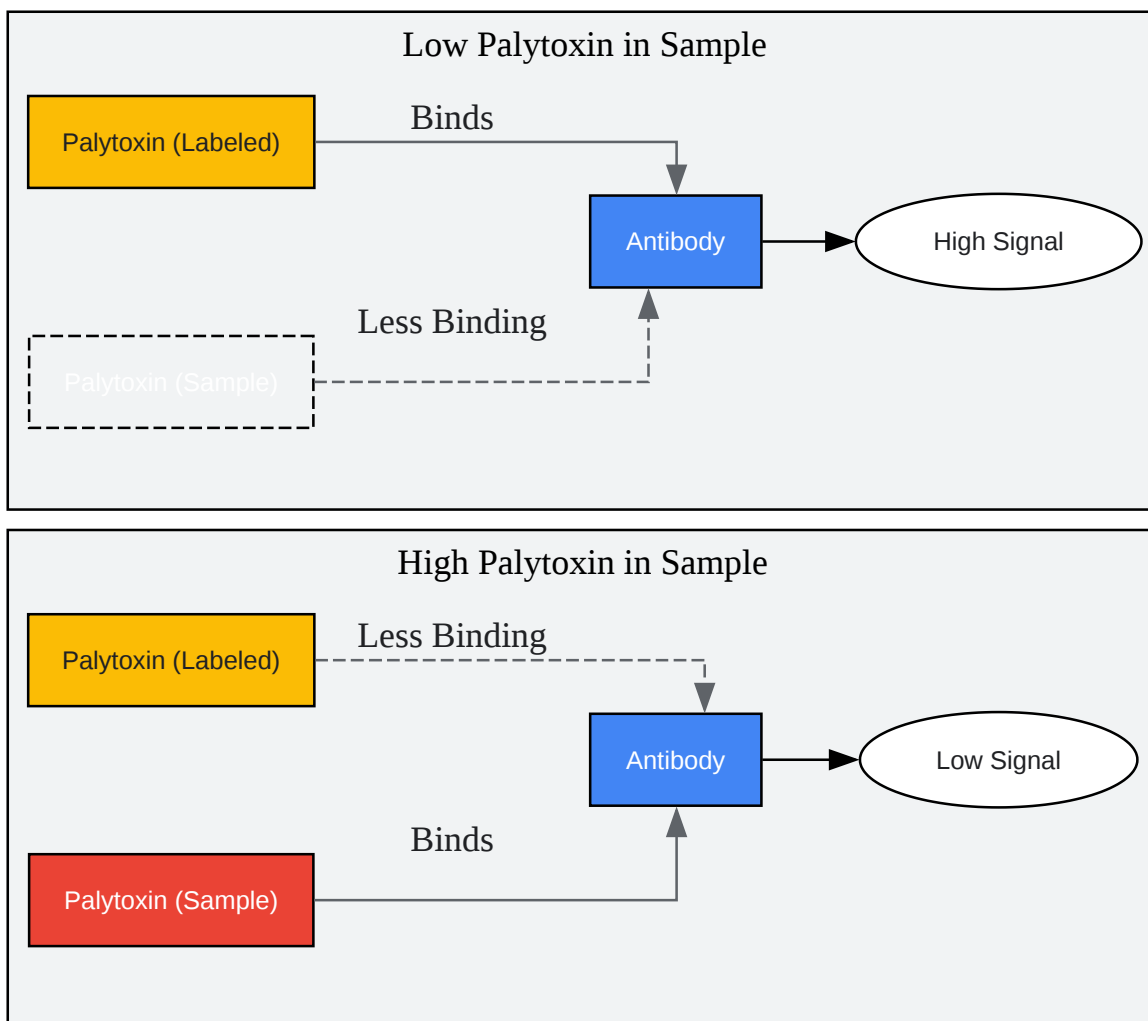 Low Palytoxin in Sample
Palytoxin (Labeled)
Binds
Antibody
High Signal
Less Binding
Palytoxin (Sample)
High Palytoxin in Sample
Palytoxin (Labeled)
Less Binding
Antibody
Low Signal
Binds
Palytoxin (Sample)